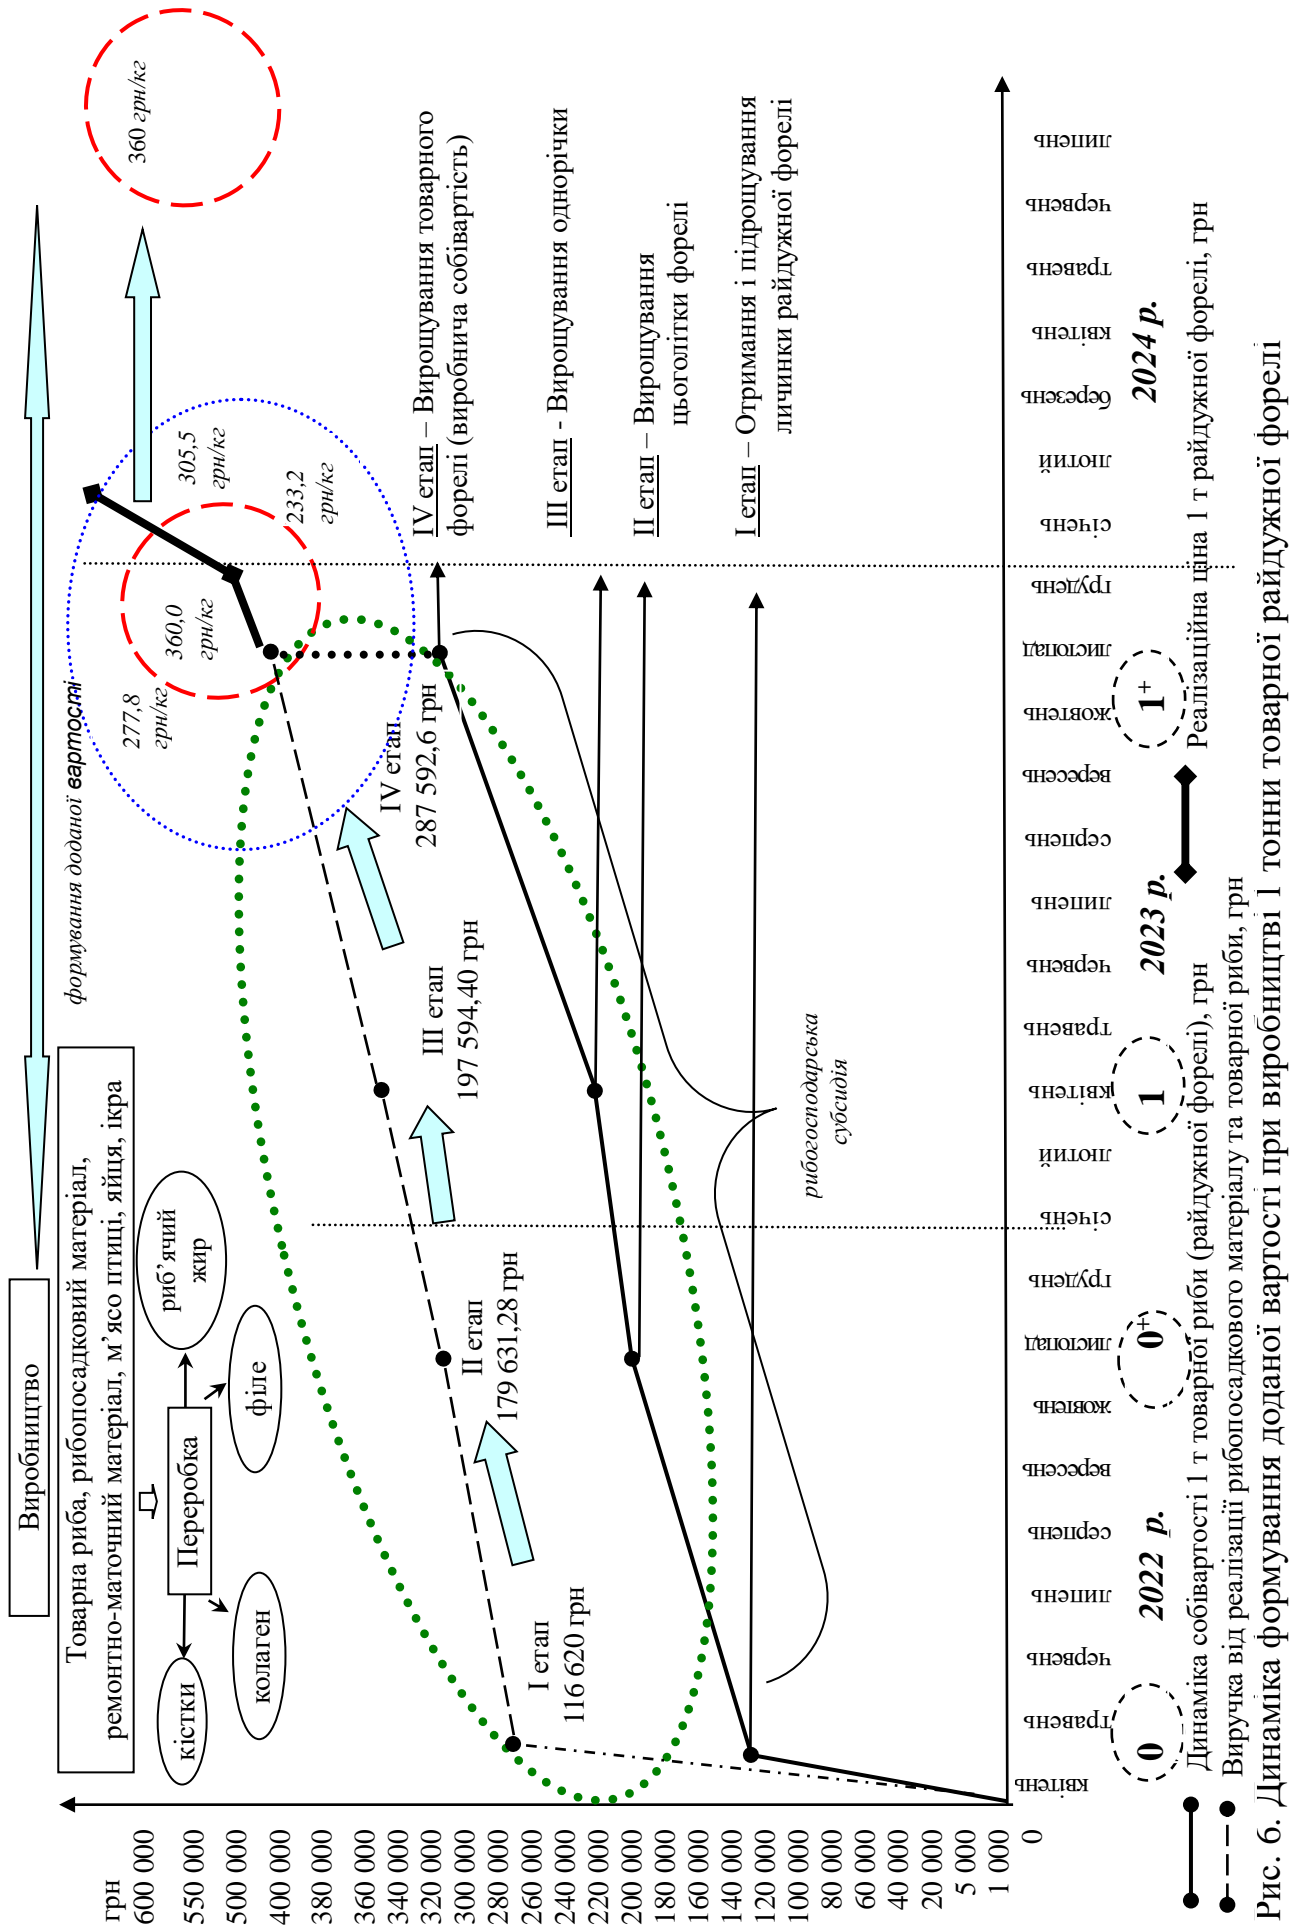 Виробництво
Товарна риба, рибопосадковий матеріал,
ремонтно-маточний матеріал, м’ясо птиці, яйця, ікра
кістки
колаген
Переробка
філе
риб’ячий
жир
формування доданої вартості
277,8
грн/кг
360,0
грн/кг
305,5
грн/кг
233,2
грн/кг
360 грн/кг
грн
600 000
550 000
500 000
400 000
380 000
360 000
340 000
320 000
300 000
280 000
260 000
240 000
220 000
200 000
180 000
160 000
140 000
120 000
100 000
80 000
60 000
40 000
20 000
5 000
1 000
0
І етап
116 620 грн
ІІ етап
179 631,28 грн
ІІІ етап
197 594,40 грн
IV етап
287 592,6 грн
IV етап – Вирощування товарного
форелі (виробнича собівартість)
ІІІ етап - Вирощування однорічки
ІІ етап – Вирощування
цьоголітки форелі
І етап – Отримання і підрощування
личинки райдужної форелі
рибогосподарська
субсидія
квітень
травень
червень
липень
серпень
вересень
жовтень
листопад
грудень
січень
лютий
квітень
травень
червень
липень
серпень
вересень
жовтень
листопад
грудень
січень
лютий
березень
квітень
травень
червень
липень
0
2022 р.
0+
1
2023 р.
1+
2024 р.
Динаміка собівартості 1 т товарної риби (райдужної форелі), грн
Реалізаційна ціна 1 т райдужної форелі, грн
Виручка від реалізації рибопосадкового матеріалу та товарної риби, грн
Рис. 6. Динаміка формування доданої вартості при виробництві 1 тонни товарної райдужної форелі